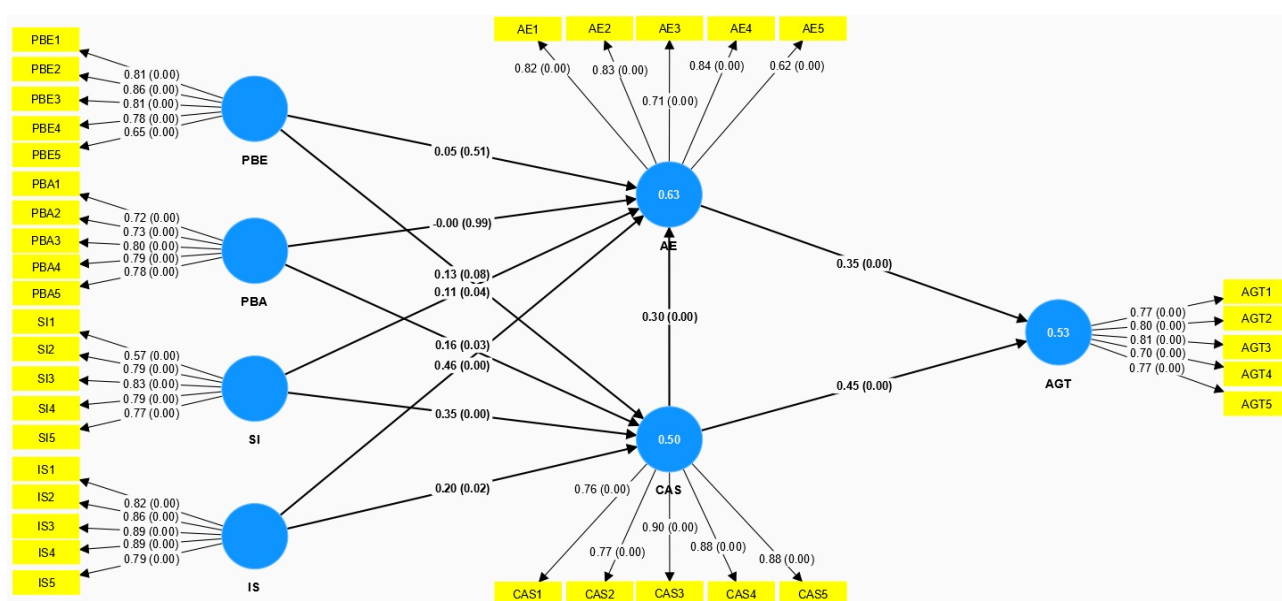 PBE1
PBE2
PBE3
PBE4
PBE5
0.81 (0.00)
0.86 (0.00)
0.81 (0.00)
0.78 (0.00)
0.65 (0.00)
PBE
PBA1
PBA2
PBA3
PBA4
PBA5
0.72 (0.00)
0.73 (0.00)
0.80 (0.00)
0.79 (0.00)
0.78 (0.00)
PBA
SI1
SI2
SI3
SI4
SI5
0.57 (0.00)
0.79 (0.00)
0.83 (0.00)
0.79 (0.00)
0.77 (0.00)
SI
IS1
IS2
IS3
IS4
IS5
0.82 (0.00)
0.86 (0.00)
0.89 (0.00)
0.89 (0.00)
0.79 (0.00)
IS
0.05 (0.51)
-0.00 (0.99)
0.13 (0.08)
0.11 (0.04)
0.16 (0.03)
0.46 (0.00)
0.35 (0.00)
0.20 (0.02)
AE1 AE2 AE3 AE4 AE5
0.82 (0.00)
0.83 (0.00)
0.71 (0.00)
0.84 (0.00)
0.62 (0.00)
0.63
AE
0.30 (0.00)
0.50
CAS
0.76 (0.00)
0.77 (0.00)
0.90 (0.00)
0.88 (0.00)
0.88 (0.00)
CAS1 CAS2 CAS3 CAS4 CAS5
0.35 (0.00)
0.45 (0.00)
0.53
AGT
0.77 (0.00)
0.80 (0.00)
0.81 (0.00)
0.70 (0.00)
0.77 (0.00)
AGT1
AGT2
AGT3
AGT4
AGT5